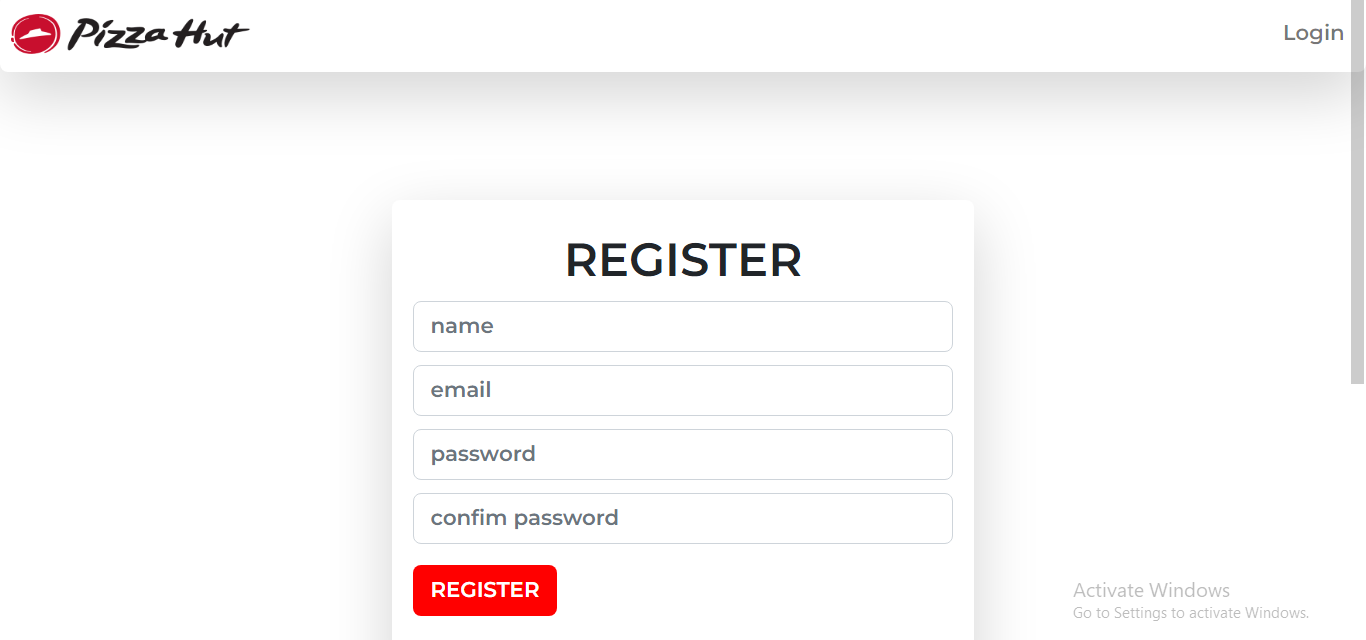 Pizza Hut
Login
REGISTER
name
email
password
confim password
REGISTER
Activate Windows
Go to Settings to activate Windows.